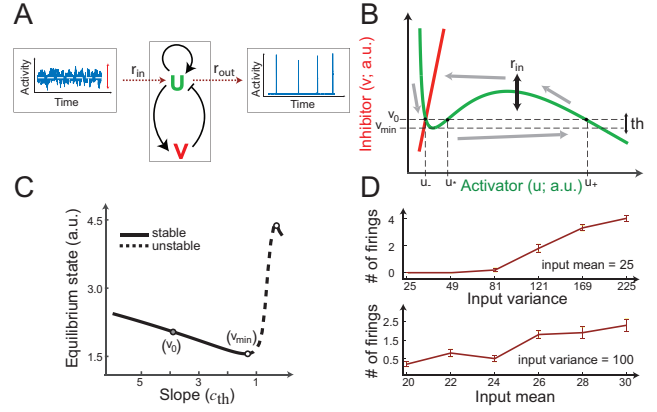 A
Activity
Time
r_in
U
V
r_out
Activity
Time
B
Inhibitor (v; a.u.)
r_in
v_0
v_min
th
u_-
u_*
u_+
Activator (u; a.u.)
C
Equilibrium state (a.u.)
4.5
3.0
1.5
stable
unstable
(v_0)
(v_min)
5
3
1
Slope (c_th)
D
# of firings
4
2
0
input mean = 25
25
49
81
121
169
225
Input variance
# of firings
2.5
1.5
0.5
input variance = 100
20
22
24
26
28
30
Input mean